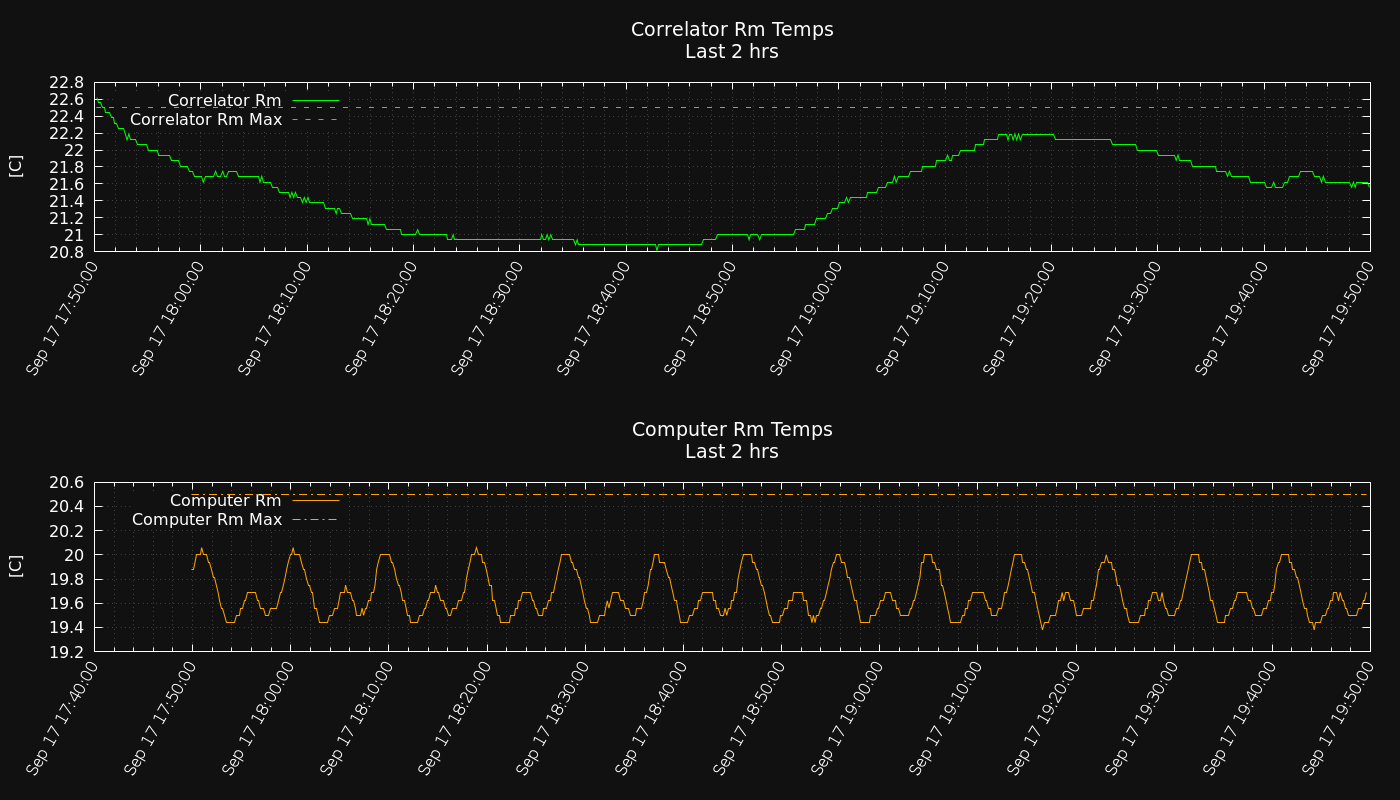 Correlator Rm Temps
Last 2 hrs
[C]
22.8
22.6
22.4
22.2
22
21.8
21.6
21.4
21.2
21
20.8
Correlator Rm
Correlator Rm Max
Sep 17 17:50:00
Sep 17 18:00:00
Sep 17 18:10:00
Sep 17 18:20:00
Sep 17 18:30:00
Sep 17 18:40:00
Sep 17 18:50:00
Sep 17 19:00:00
Sep 17 19:10:00
Sep 17 19:20:00
Sep 17 19:30:00
Sep 17 19:40:00
Sep 17 19:50:00
Computer Rm Temps
Last 2 hrs
[C]
20.6
20.4
20.2
20
19.8
19.6
19.4
19.2
Computer Rm
Computer Rm Max
Sep 17 17:40:00
Sep 17 17:50:00
Sep 17 18:00:00
Sep 17 18:10:00
Sep 17 18:20:00
Sep 17 18:30:00
Sep 17 18:40:00
Sep 17 18:50:00
Sep 17 19:00:00
Sep 17 19:10:00
Sep 17 19:20:00
Sep 17 19:30:00
Sep 17 19:40:00
Sep 17 19:50:00